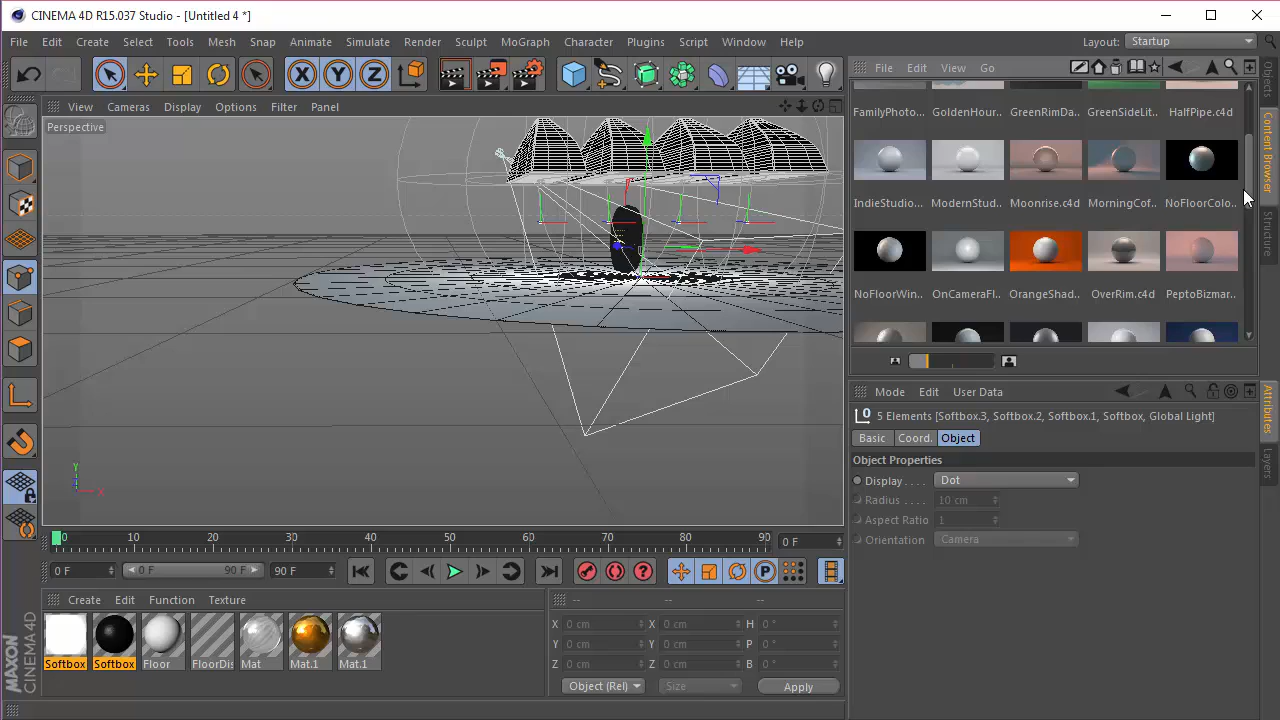 CINEMA 4D R15.037 Studio - [Untitled 4 *]
File Edit Create Select Tools Mesh Snap Animate Simulate Render Sculpt MoGraph Character Plugins Script Window Help Layout: Startup
X Y Z
File Edit View Go
View Cameras Display Options Filter Panel
Perspective
FamilyPhoto... GoldenHour... GreenRimDa... GreenSideLit... HalfPipe.c4d
IndieStudio... ModernStud... Moonrise.c4d MorningCof... NoFloorColo...
NoFloorWin... OnCameraFl... OrangeShad... OverRim.c4d PeptoBizmar...
Objects
Content Browser
Structure
Mode Edit User Data
5 Elements [Softbox.3, Softbox.2, Softbox.1, Softbox, Global Light]
Basic Coord. Object
Object Properties
Display . . . . Dot
Radius . . . . 10 cm
Aspect Ratio 1
Orientation Camera
Attributes
Layers
Y
X
0 10 20 30 40 50 60 70 80 90 0 F
0 F 0 F 90 F 90 F
P
Create Edit Function Texture
Softbox Softbox Floor FloorDis Mat Mat.1 Mat.1
-- -- --
X 0 cm X 0 cm H 0 °
Y 0 cm Y 0 cm P 0 °
Z 0 cm Z 0 cm B 0 °
Object (Rel) Size Apply
MAXON
CINEMA 4D